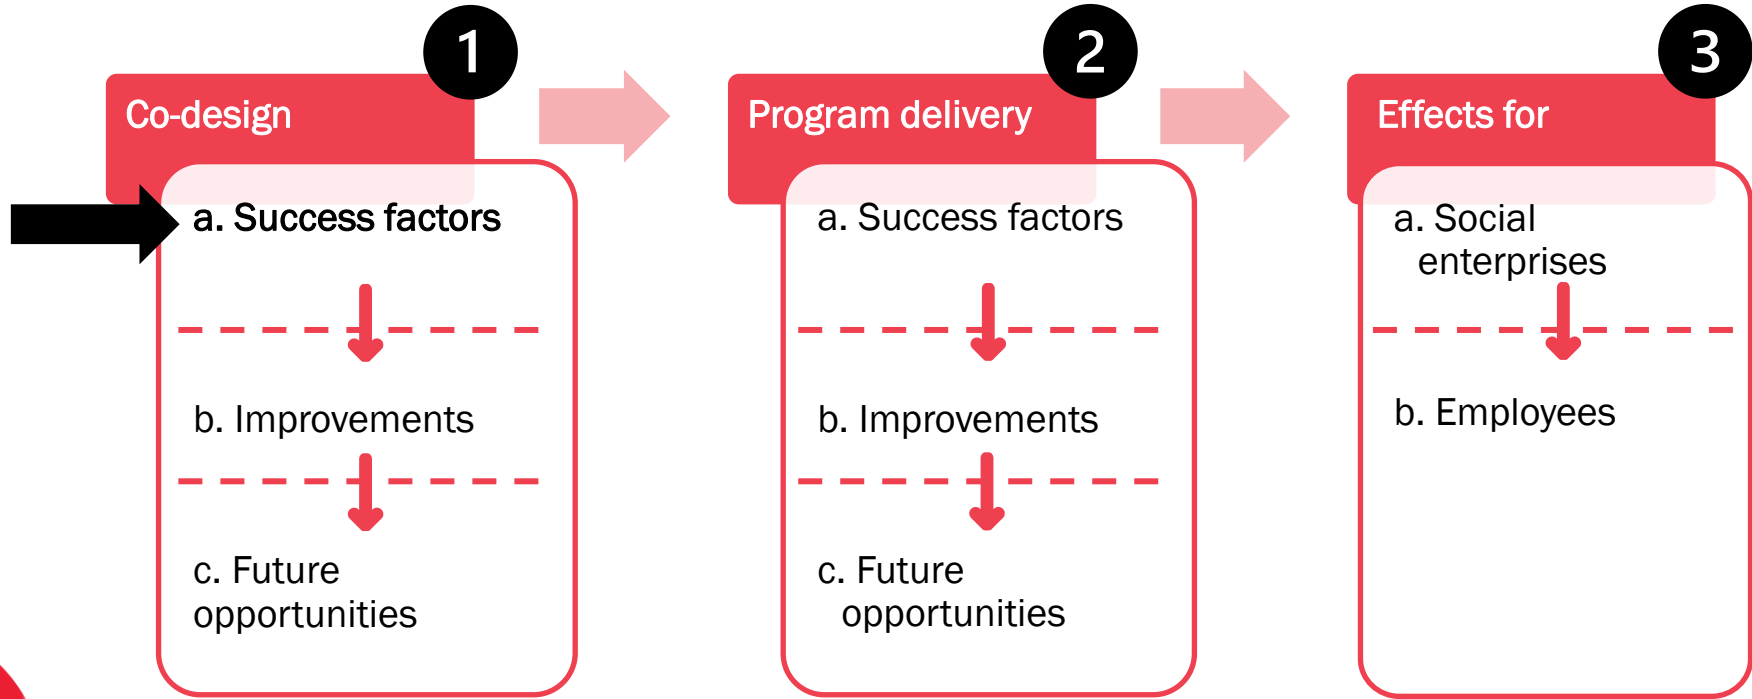 1
Co-design
a. Success factors
b. Improvements
c. Future
opportunities
2
Program delivery
a. Success factors
b. Improvements
c. Future
opportunities
3
Effects for
a. Social
enterprises
b. Employees